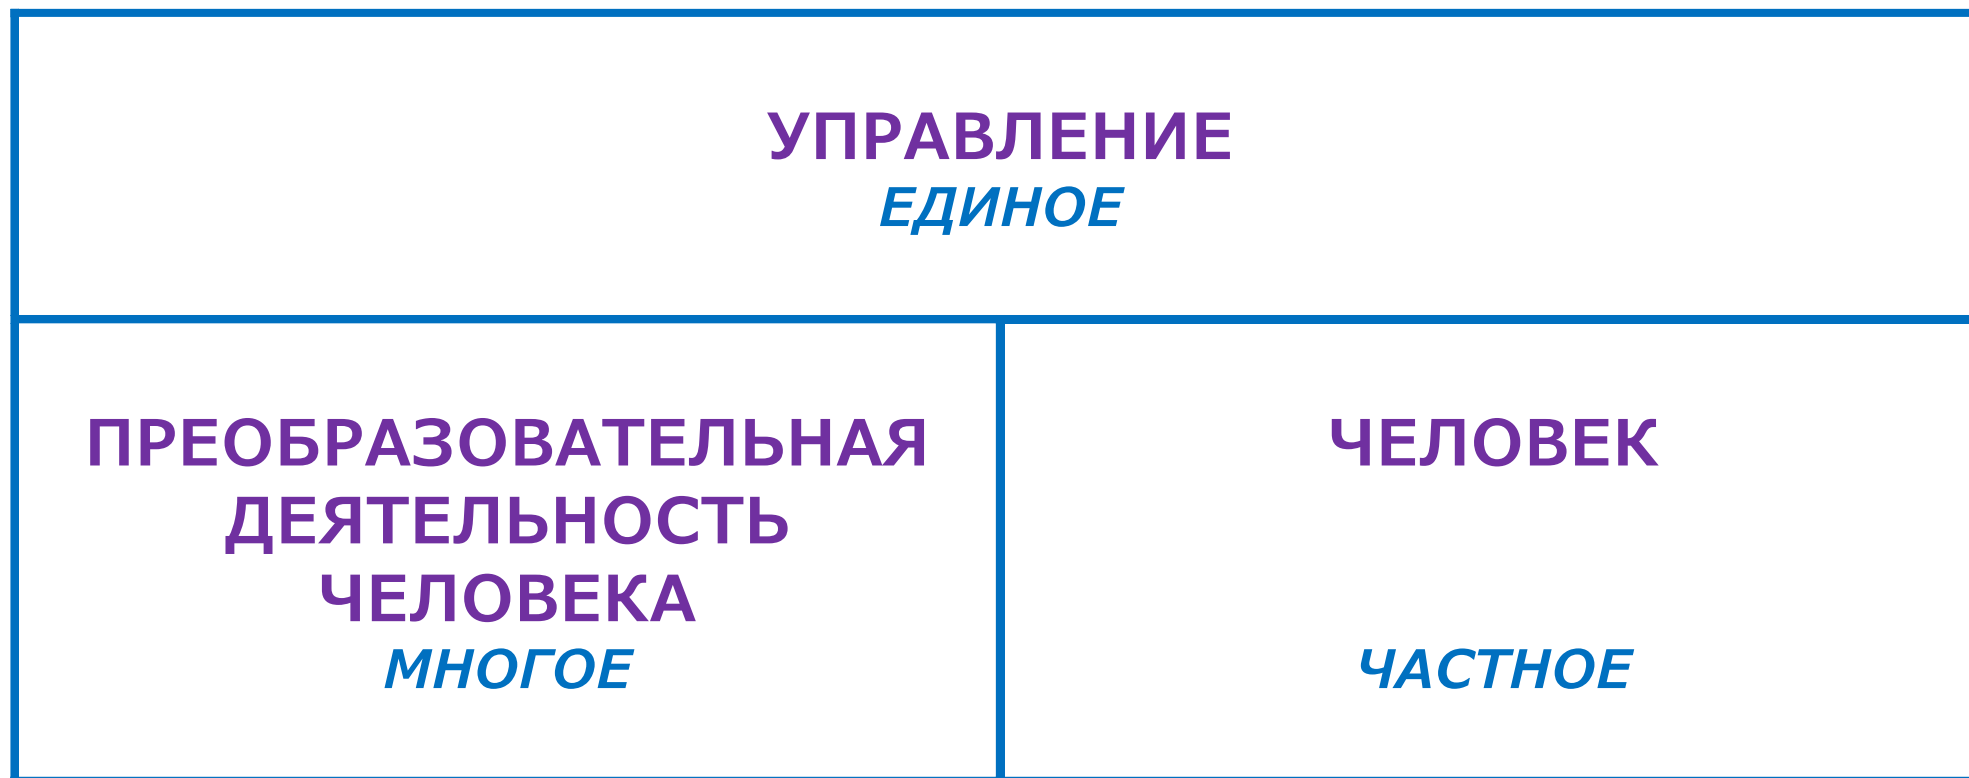 УПРАВЛЕНИЕ
ЕДИНОЕ
ПРЕОБРАЗОВАТЕЛЬНАЯ
ДЕЯТЕЛЬНОСТЬ
ЧЕЛОВЕКА
МНОГОЕ
ЧЕЛОВЕК
ЧАСТНОЕ